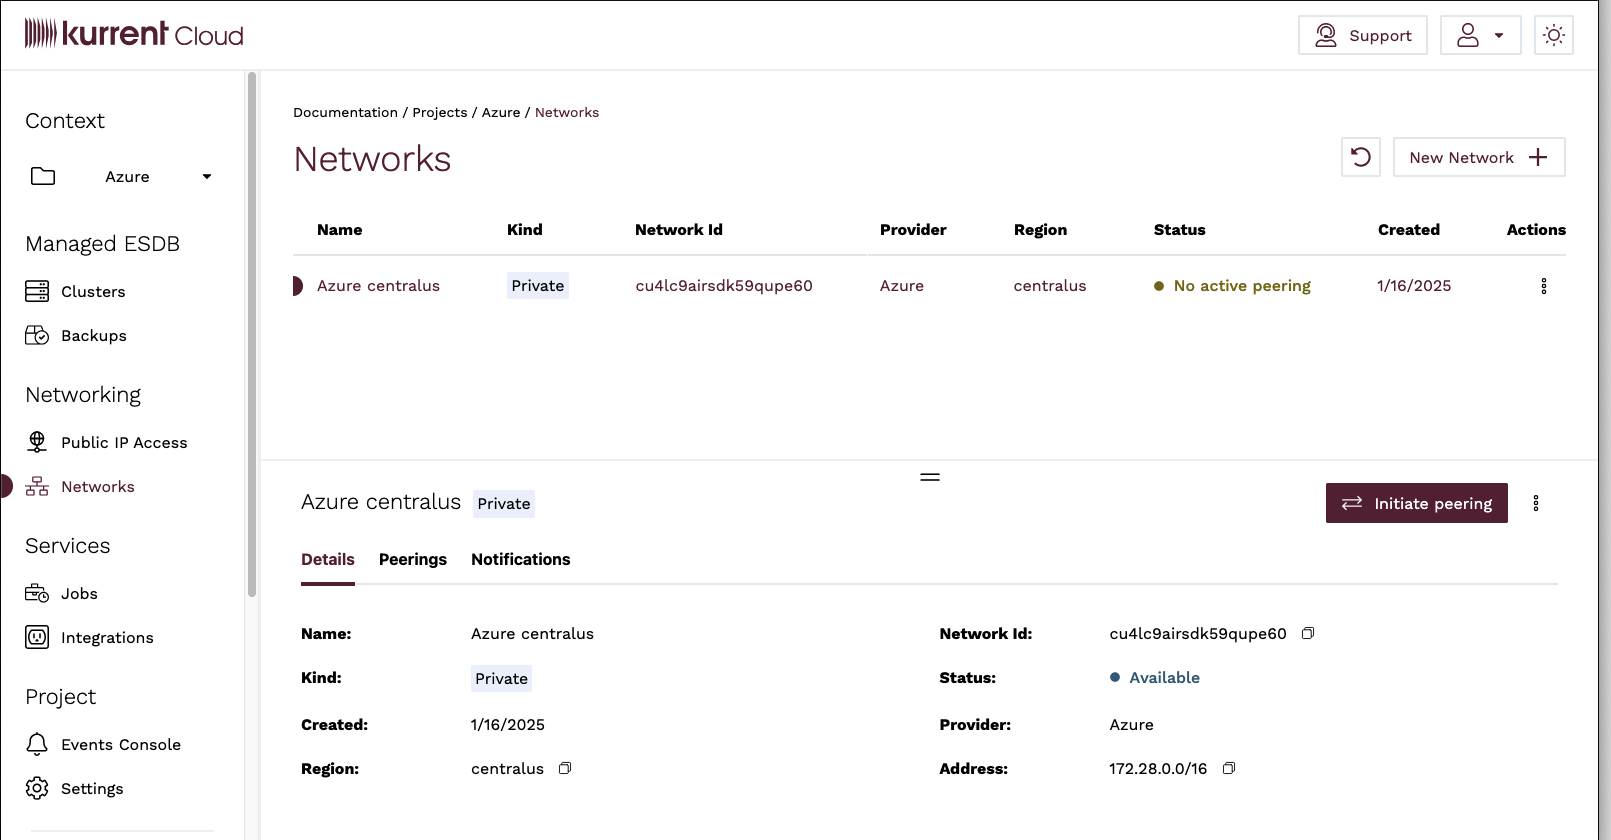 kurrent Cloud
Support
Context
Azure
Managed ESDB
Clusters
Backups
Networking
Public IP Access
Networks
Services
Jobs
Integrations
Project
Events Console
Settings
Documentation / Projects / Azure / Networks
Networks
New Network
Name Kind Network Id Provider Region Status Created Actions
Azure centralus Private cu4lc9airsdk59qupe60 Azure centralus No active peering 1/16/2025
Azure centralus Private
Initiate peering
Details Peerings Notifications
Name: Azure centralus Network Id: cu4lc9airsdk59qupe60
Kind: Private Status: Available
Created: 1/16/2025 Provider: Azure
Region: centralus Address: 172.28.0.0/16